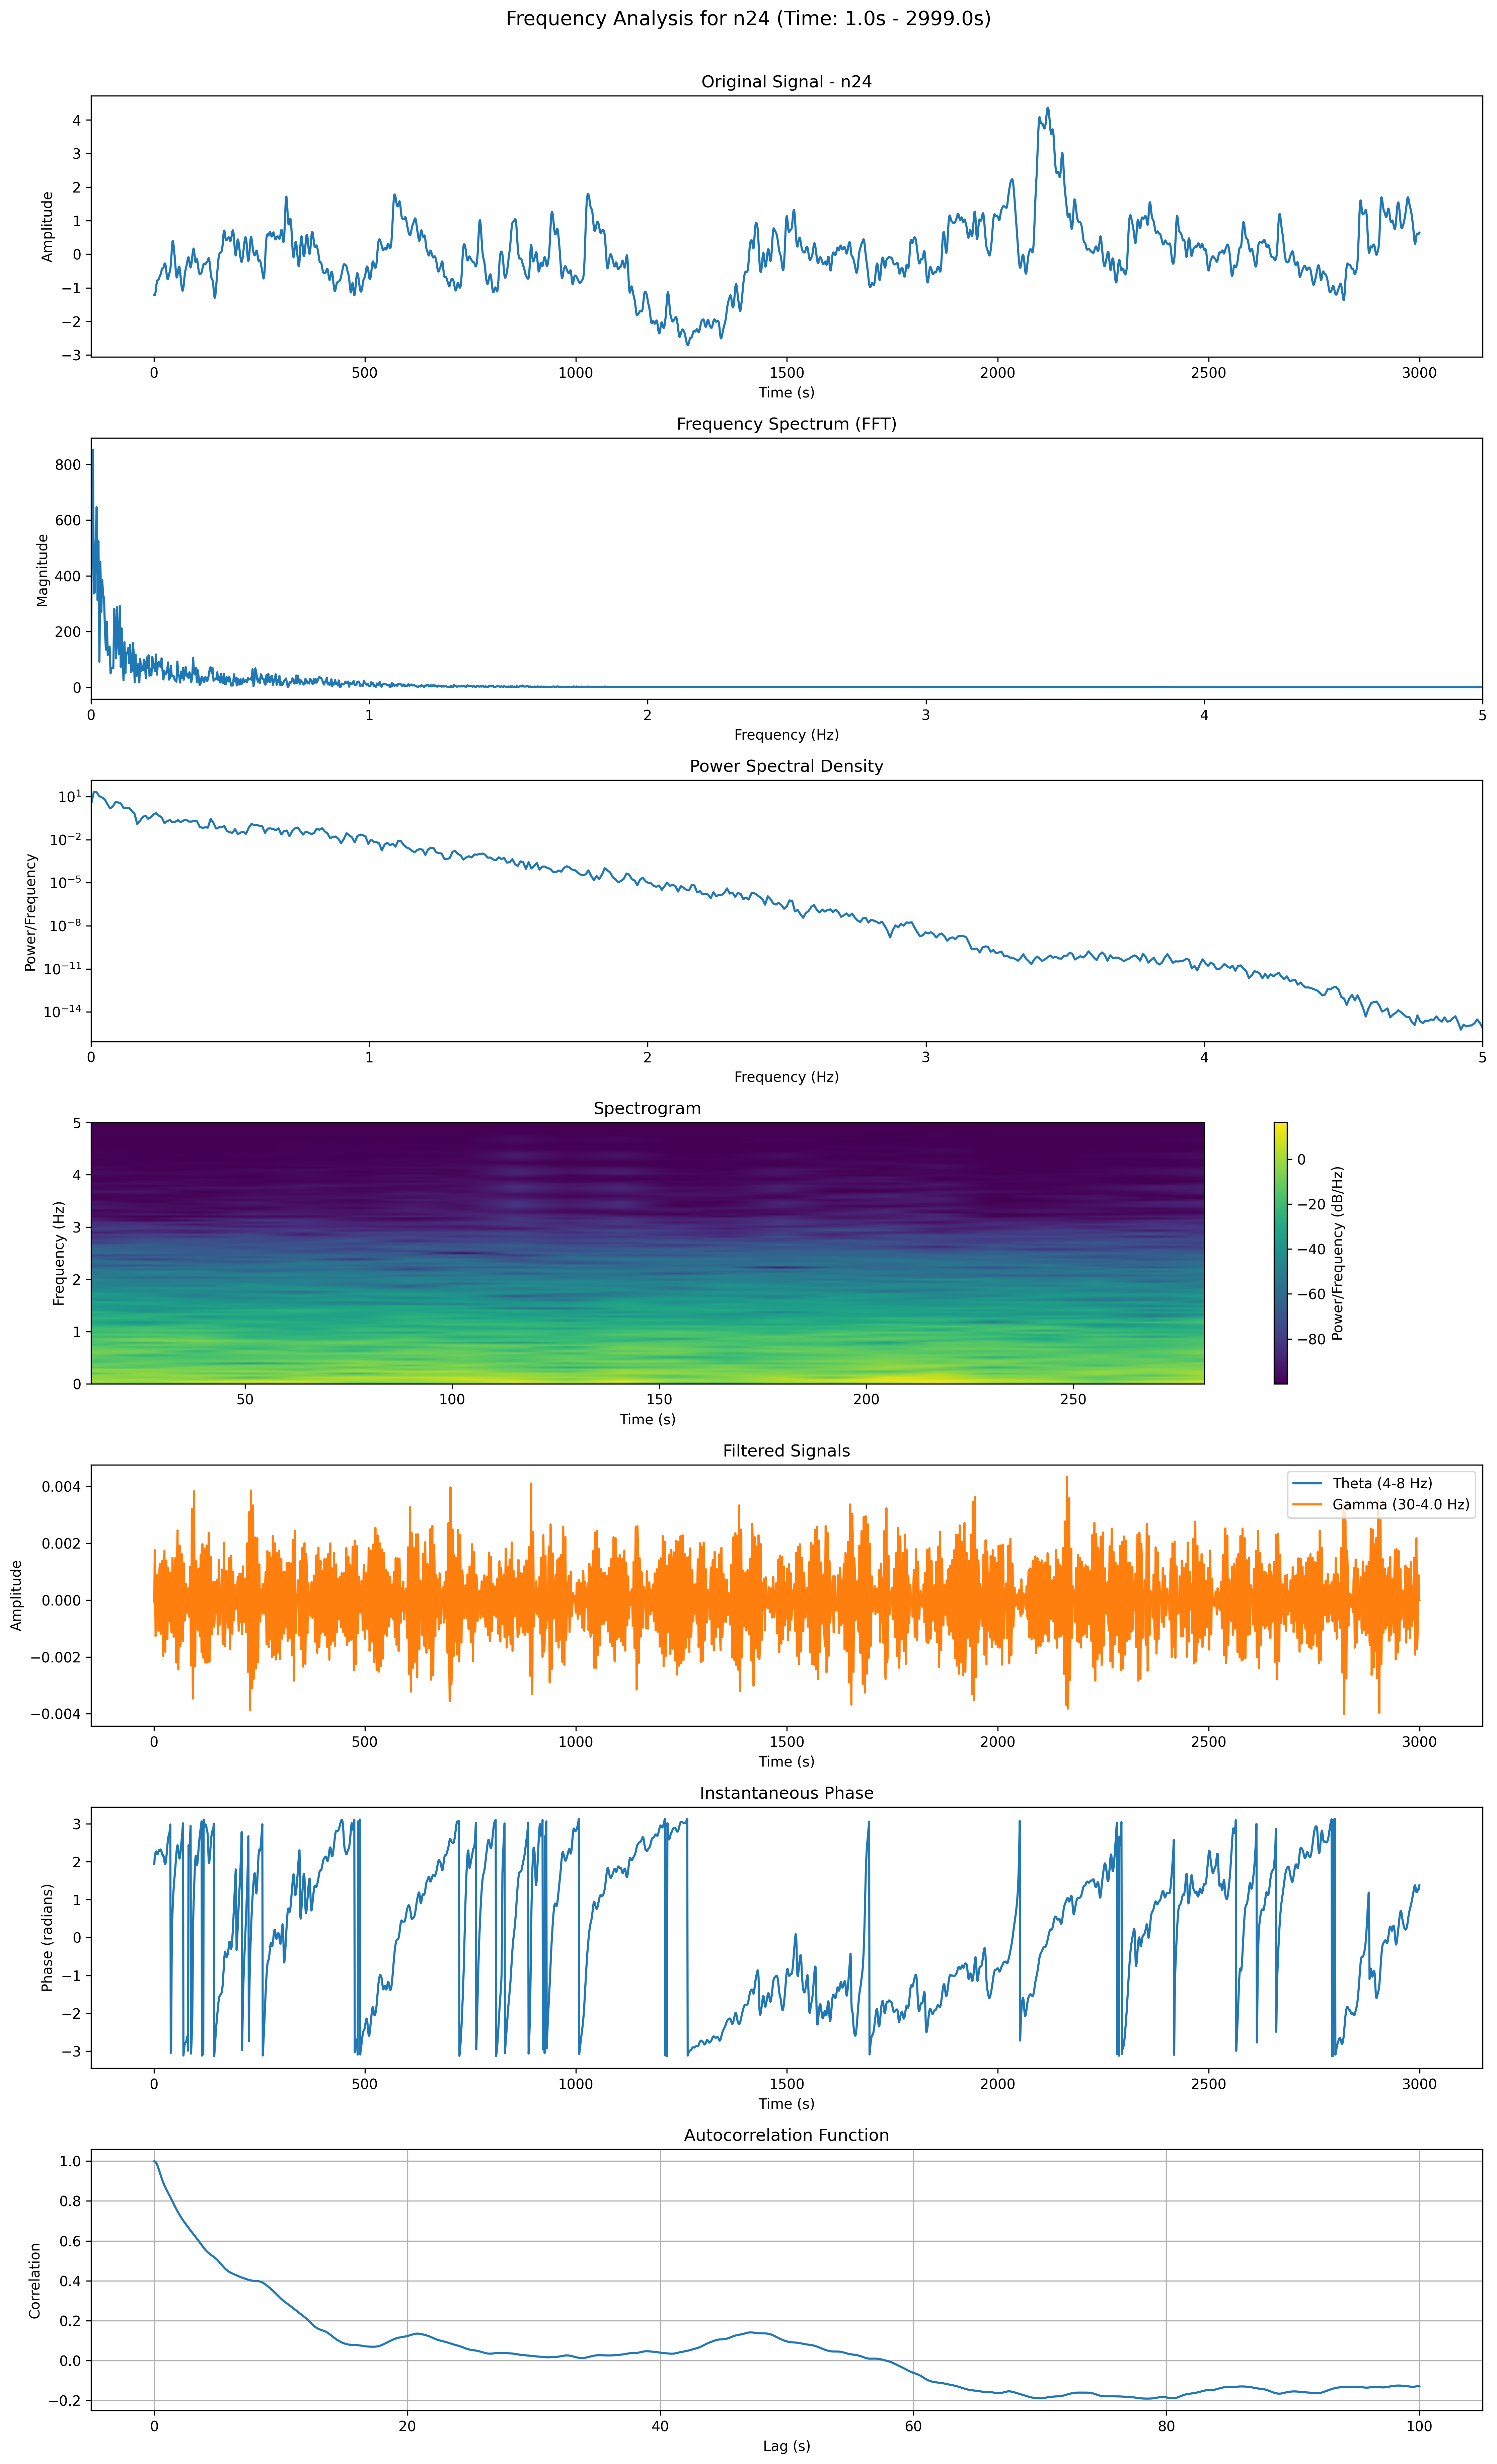 Frequency Analysis for n24 (Time: 1.0s - 2999.0s)
Original Signal - n24
Amplitude
4
3
2
1
0
−1
−2
−3
0 500 1000 1500 2000 2500 3000
Time (s)
Frequency Spectrum (FFT)
Magnitude
800
600
400
200
0
0 1 2 3 4 5
Frequency (Hz)
Power Spectral Density
Power/Frequency
10¹
10⁻²
10⁻⁵
10⁻⁸
10⁻¹¹
10⁻¹⁴
0 1 2 3 4 5
Frequency (Hz)
Spectrogram
Frequency (Hz)
5
4
3
2
1
0
50 100 150 200 250
Time (s)
0
−20
−40
−60
−80
Power/Frequency (dB/Hz)
Filtered Signals
Amplitude
0.004
0.002
0.000
−0.002
−0.004
Theta (4-8 Hz)
Gamma (30-4.0 Hz)
0 500 1000 1500 2000 2500 3000
Time (s)
Instantaneous Phase
Phase (radians)
3
2
1
0
−1
−2
−3
0 500 1000 1500 2000 2500 3000
Time (s)
Autocorrelation Function
Correlation
1.0
0.8
0.6
0.4
0.2
0.0
−0.2
0 20 40 60 80 100
Lag (s)